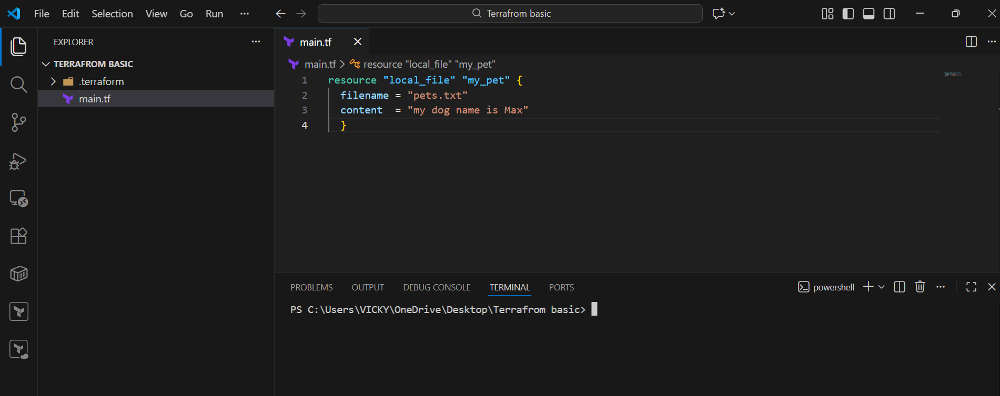 File Edit Selection View Go Run ···
Terrafrom basic
EXPLORER ···
TERRAFROM BASIC
.terraform
main.tf
main.tf
main.tf > resource "local_file" "my_pet"
1 resource "local_file" "my_pet" {
2 filename = "pets.txt"
3 content  = "my dog name is Max"
4 }
PROBLEMS OUTPUT DEBUG CONSOLE TERMINAL PORTS
powershell
PS C:\Users\VICKY\OneDrive\Desktop\Terrafrom basic>